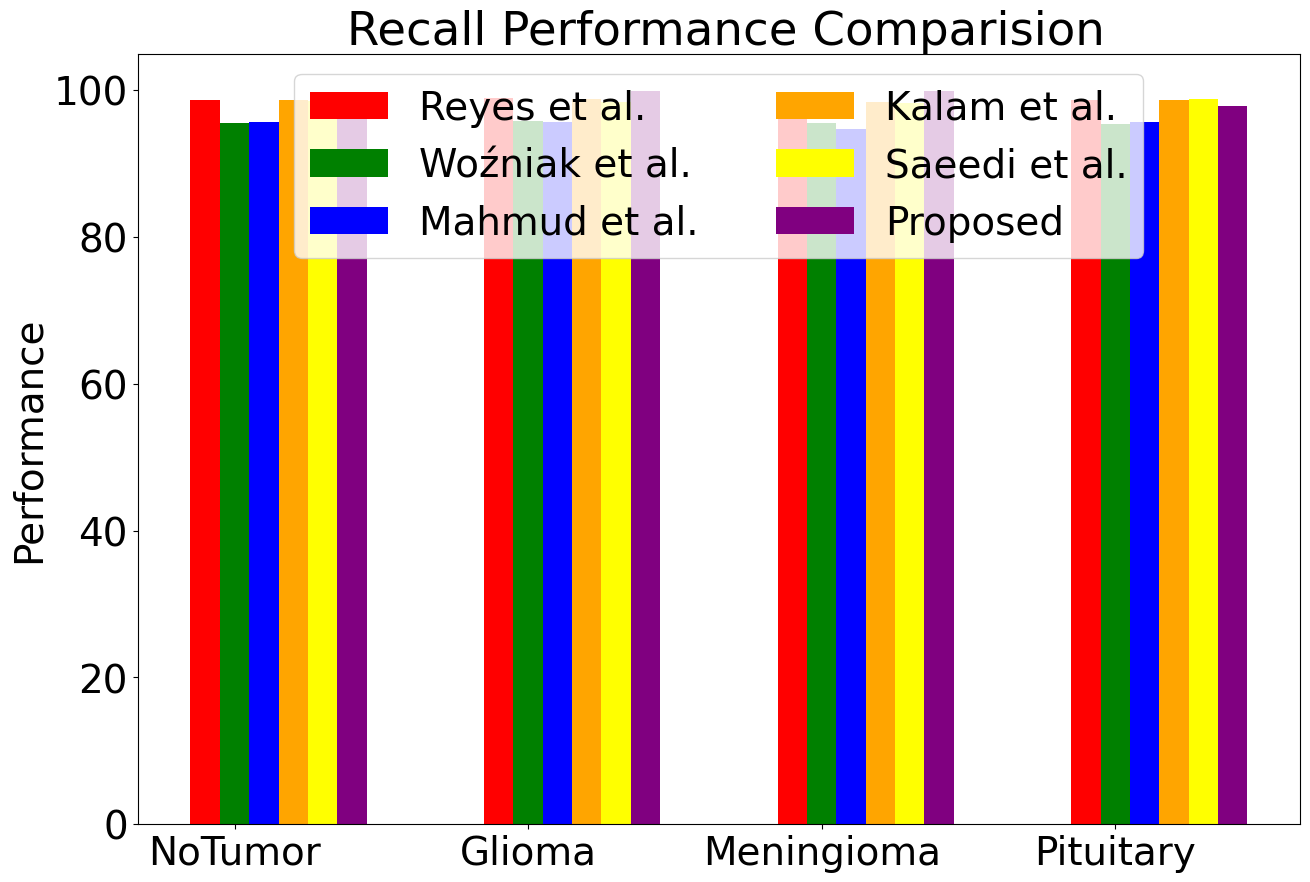 Recall Performance Comparision
100
80
60
40
20
0
Performance
Reyes et al.
Woźniak et al.
Mahmud et al.
Kalam et al.
Saeedi et al.
Proposed
NoTumor
Glioma
Meningioma
Pituitary